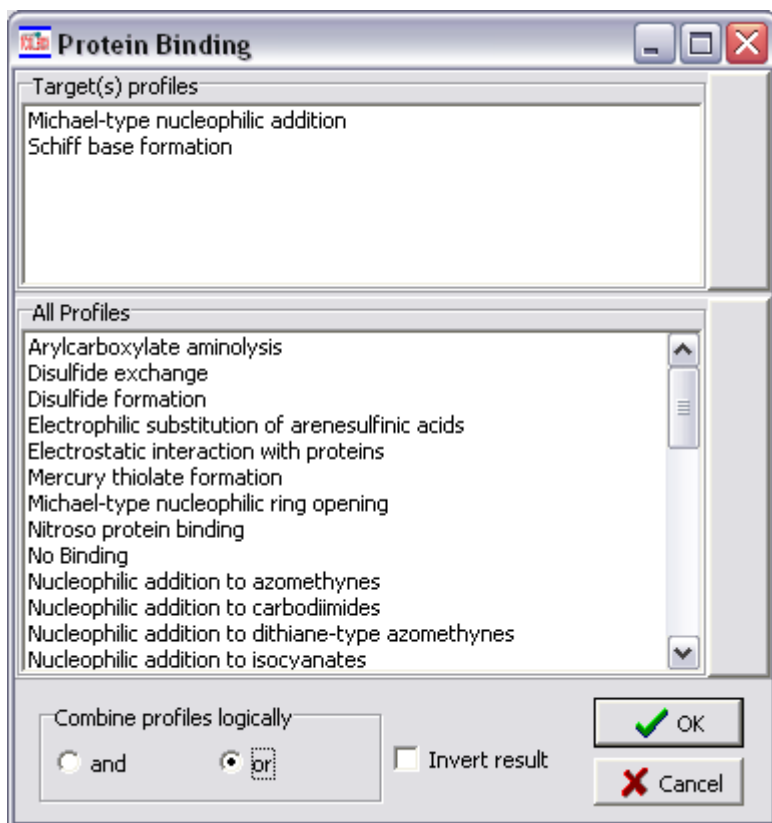 Protein Binding
Target(s) profiles
Michael-type nucleophilic addition
Schiff base formation
All Profiles
Arylcarboxylate aminolysis
Disulfide exchange
Disulfide formation
Electrophilic substitution of arenesulfinic acids
Electrostatic interaction with proteins
Mercury thiolate formation
Michael-type nucleophilic ring opening
Nitroso protein binding
No Binding
Nucleophilic addition to azomethynes
Nucleophilic addition to carbodiimides
Nucleophilic addition to dithiane-type azomethynes
Nucleophilic addition to isocyanates
Combine profiles logically
and or
Invert result
OK
Cancel